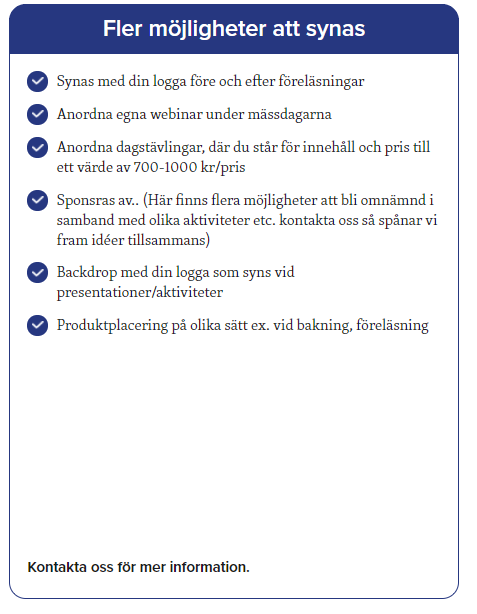 Fler möjligheter att synas
Synas med din logga före och efter föreläsningar
Anordna egna webinar under mässdagarna
Anordna dagstävlingar, där du står för innehåll och pris till
ett värde av 700-1000 kr/pris
Sponsras av.. (Här finns flera möjligheter att bli omnämnd i
samband med olika aktiviteter etc. kontakta oss så spånar vi
fram idéer tillsammans)
Backdrop med din logga som syns vid
presentationer/aktiviteter
Produktplacering på olika sätt ex. vid bakning, föreläsning
Kontakta oss för mer information.